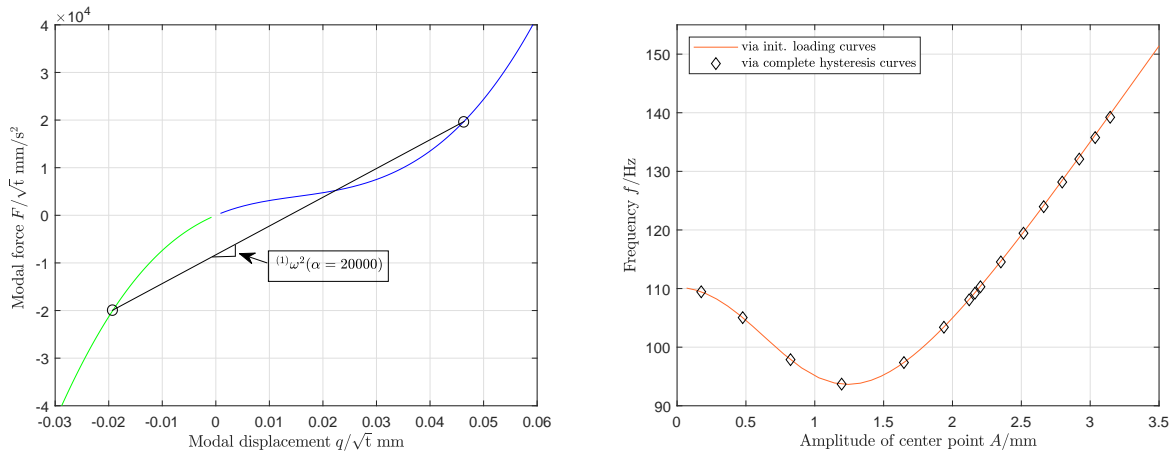 ×10⁴
4
3
2
1
0
-1
-2
-3
-4
-0.03 -0.02 -0.01 0 0.01 0.02 0.03 0.04 0.05 0.06
Modal displacement q/√t mm
Modal force F/√t mm/s²
⁽¹⁾ω²(α = 20000)
via init. loading curves
via complete hysteresis curves
150
140
130
120
110
100
90
0 0.5 1 1.5 2 2.5 3 3.5
Amplitude of center point A/mm
Frequency f/Hz